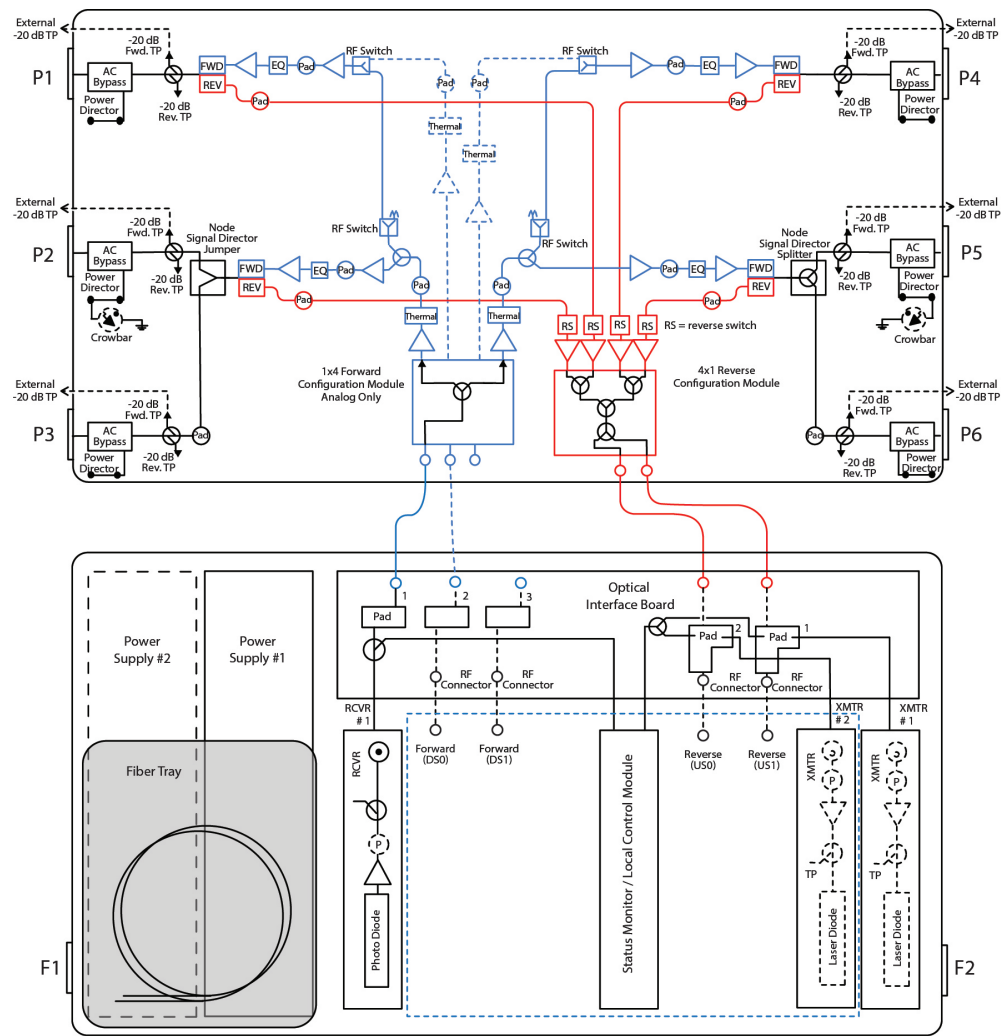 External
-20 dB TP
-20 dB
Fwd. TP
P1
AC
Bypass
Power
Director
-20 dB
Rev. TP
FWD
REV
EQ
Pad
RF Switch
Pad
Pad
Thermal
Thermal
Pad
RF Switch
Pad
EQ
FWD
REV
Pad
-20 dB
Fwd. TP
External
-20 dB TP
-20 dB
Rev. TP
AC
Bypass
Power
Director
P4
External
-20 dB TP
-20 dB
Fwd. TP
P2
AC
Bypass
Power
Director
-20 dB
Rev. TP
Crowbar
Node
Signal Director
Jumper
FWD
REV
EQ
Pad
Pad
RF Switch
Pad
Thermal
RF Switch
Pad
Thermal
Pad
EQ
FWD
REV
Pad
Node
Signal Director
Splitter
-20 dB
Fwd. TP
External
-20 dB TP
-20 dB
Rev. TP
AC
Bypass
Power
Director
P5
Crowbar
RS
RS
RS
RS
RS = reverse switch
1x4 Forward
Configuration Module
Analog Only
4x1 Reverse
Configuration Module
External
-20 dB TP
-20 dB
Fwd. TP
P3
AC
Bypass
Power
Director
-20 dB
Rev. TP
Pad
Pad
-20 dB
Fwd. TP
External
-20 dB TP
-20 dB
Rev. TP
AC
Bypass
Power
Director
P6
Optical
Interface Board
Pad
1
2
3
Pad
2
Pad
1
RF
Connector
RF
Connector
RF
Connector
RF
Connector
Power
Supply #2
Power
Supply #1
Fiber Tray
RCVR
# 1
XMTR
# 2
XMTR
# 1
RCVR
P
Photo Diode
Forward
(DS0)
Forward
(DS1)
Status Monitor / Local Control Module
Reverse
(US0)
Reverse
(US1)
XMTR
P
TP
Laser Diode
XMTR
P
TP
Laser Diode
F1
F2